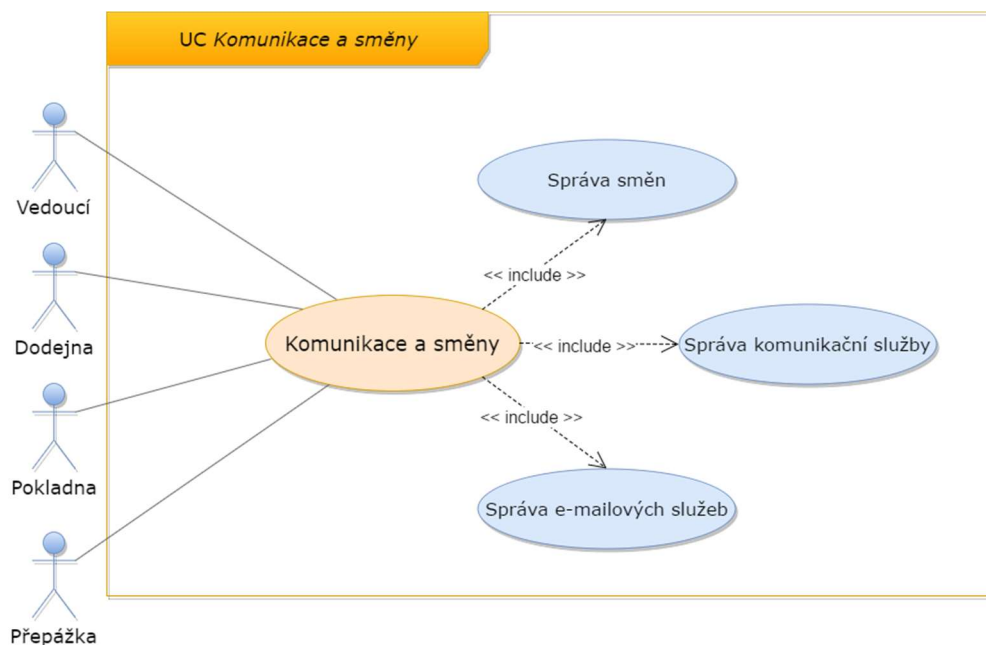 UC Komunikace a směny
Vedoucí
Dodejna
Pokladna
Přepážka
Komunikace a směny
<< include >>
<< include >>
<< include >>
Správa směn
Správa komunikační služby
Správa e-mailových služeb